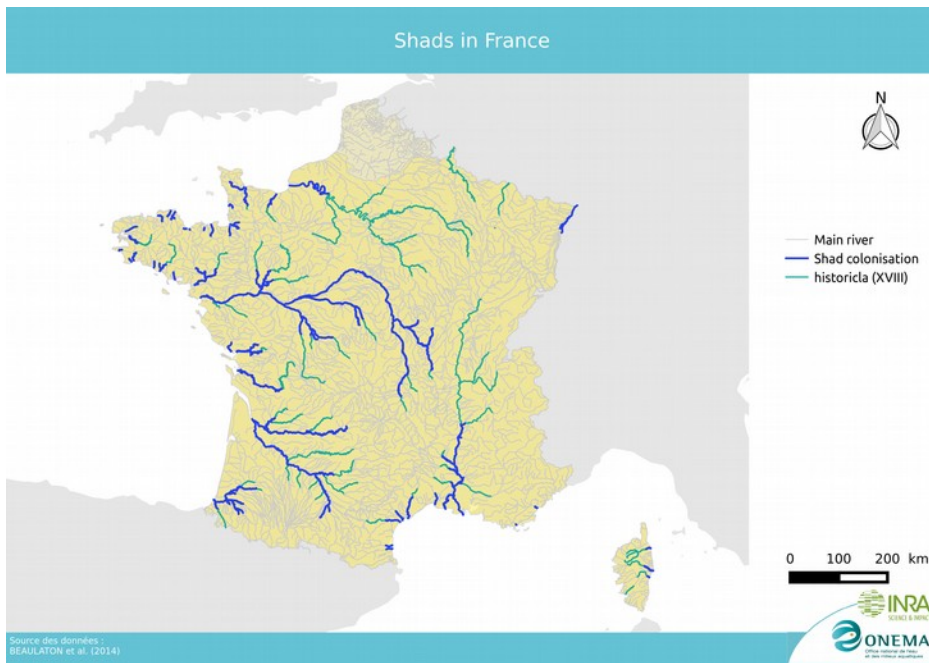 Shads in France
N
Main river
Shad colonisation
historicla (XVIII)
0 100 200 km
INRA
SCIENCE & IMPACT
ONEMA
Office national de l'eau
et des milieux aquatiques
Source des données :
BEAULATON et al. (2014)